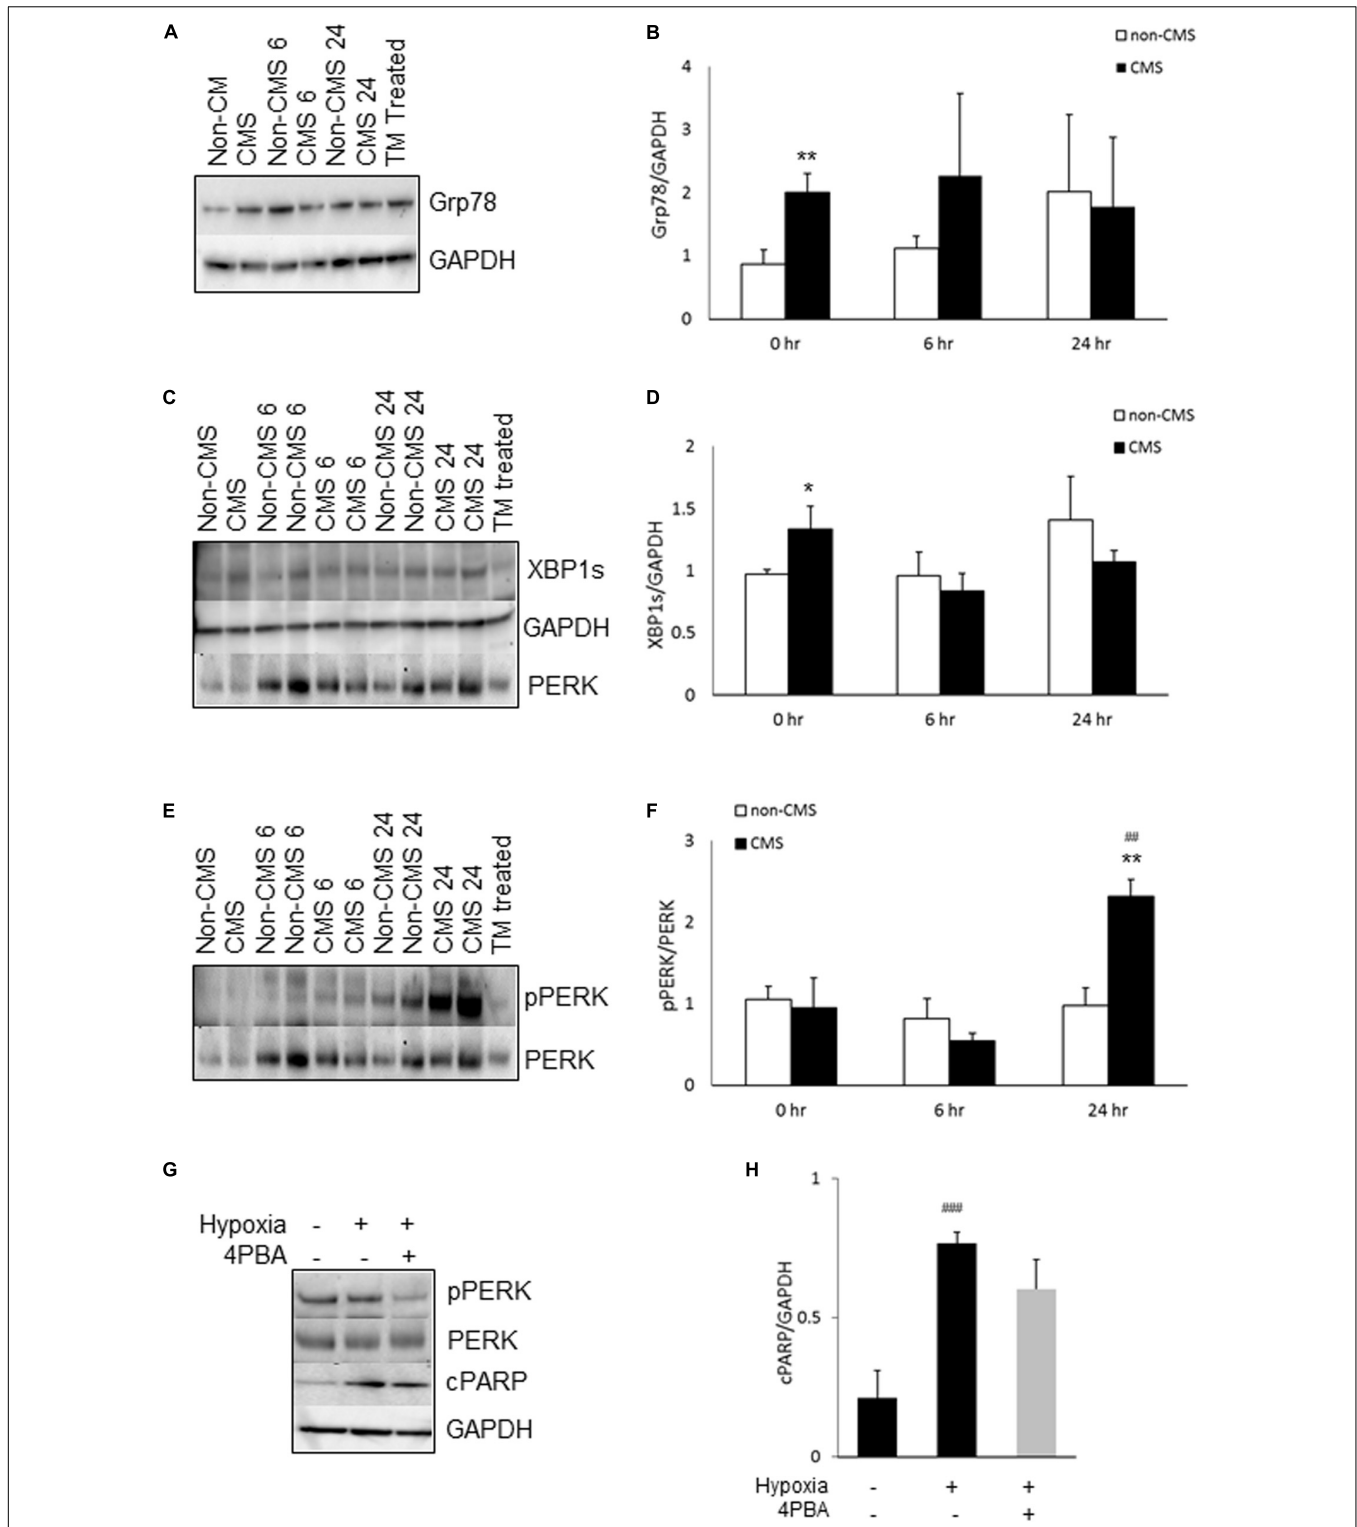 A
Non-CM
CMS
Non-CMS 6
CMS 6
Non-CMS 24
CMS 24
TM Treated
Grp78
GAPDH
B
non-CMS
CMS
Grp78/GAPDH
4
3
2
1
0
**
0 hr
6 hr
24 hr
C
Non-CMS
CMS
Non-CMS 6
Non-CMS 6
CMS 6
CMS 6
Non-CMS 24
Non-CMS 24
CMS 24
CMS 24
TM treated
XBP1s
GAPDH
PERK
D
non-CMS
CMS
XBP1s/GAPDH
2
1.5
1
0.5
0
*
0 hr
6 hr
24 hr
E
Non-CMS
CMS
Non-CMS 6
Non-CMS 6
CMS 6
CMS 6
Non-CMS 24
Non-CMS 24
CMS 24
CMS 24
TM treated
pPERK
PERK
F
non-CMS
CMS
pPERK/PERK
3
2
1
0
##
**
0 hr
6 hr
24 hr
G
Hypoxia - + +
4PBA - - +
pPERK
PERK
cPARP
GAPDH
H
cPARP/GAPDH
1
0.5
0
###
Hypoxia - + +
4PBA - - +